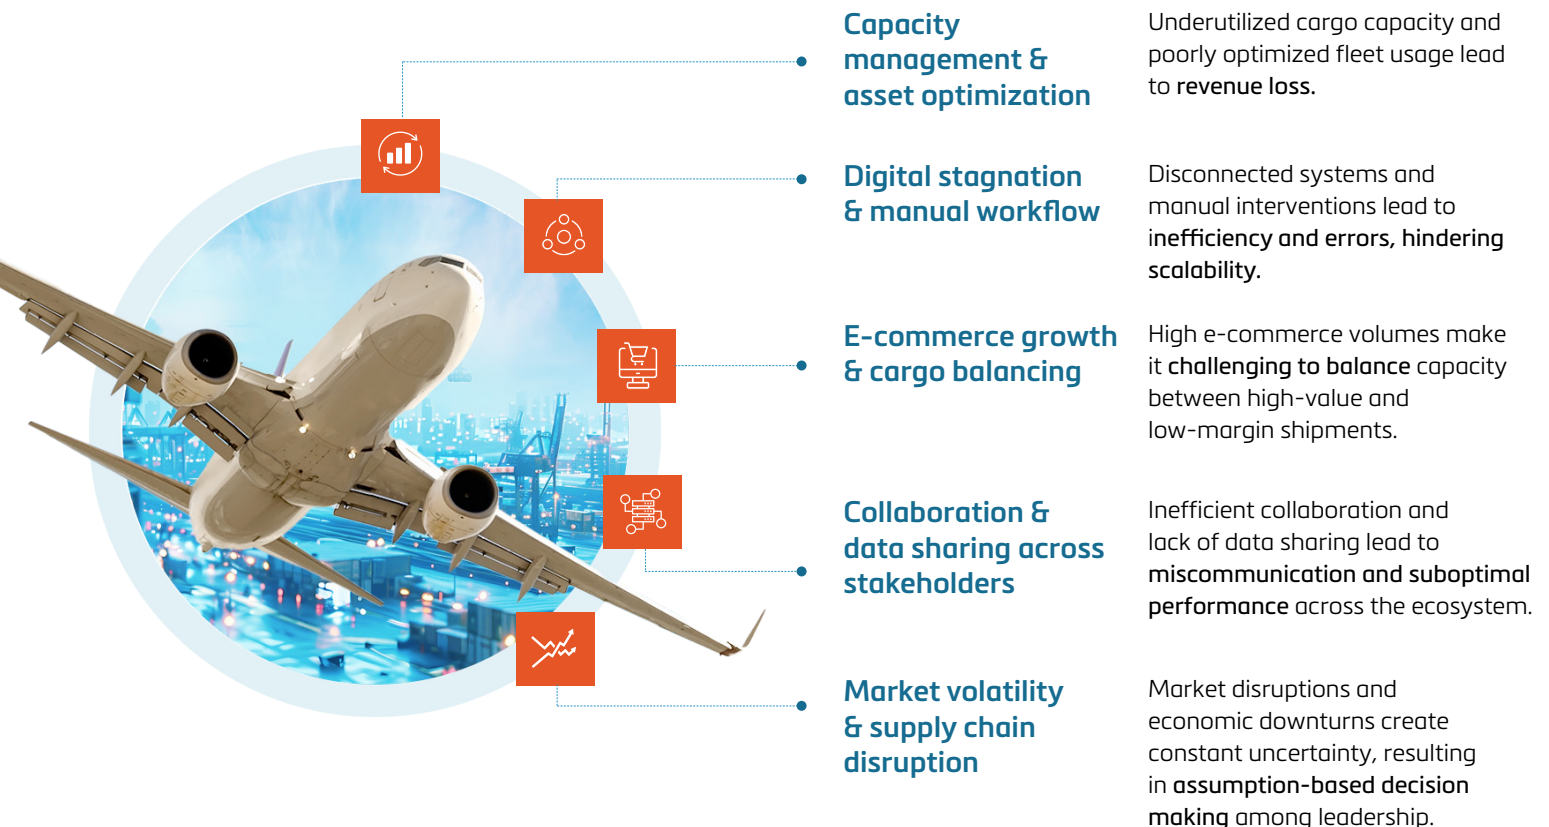 Capacity
management &
asset optimization
Underutilized cargo capacity and
poorly optimized fleet usage lead
to revenue loss.
Digital stagnation
& manual workflow
Disconnected systems and
manual interventions lead to
inefficiency and errors, hindering
scalability.
E-commerce growth
& cargo balancing
High e-commerce volumes make
it challenging to balance capacity
between high-value and
low-margin shipments.
Collaboration &
data sharing across
stakeholders
Inefficient collaboration and
lack of data sharing lead to
miscommunication and suboptimal
performance across the ecosystem.
Market volatility
& supply chain
disruption
Market disruptions and
economic downturns create
constant uncertainty, resulting
in assumption-based decision
making among leadership.